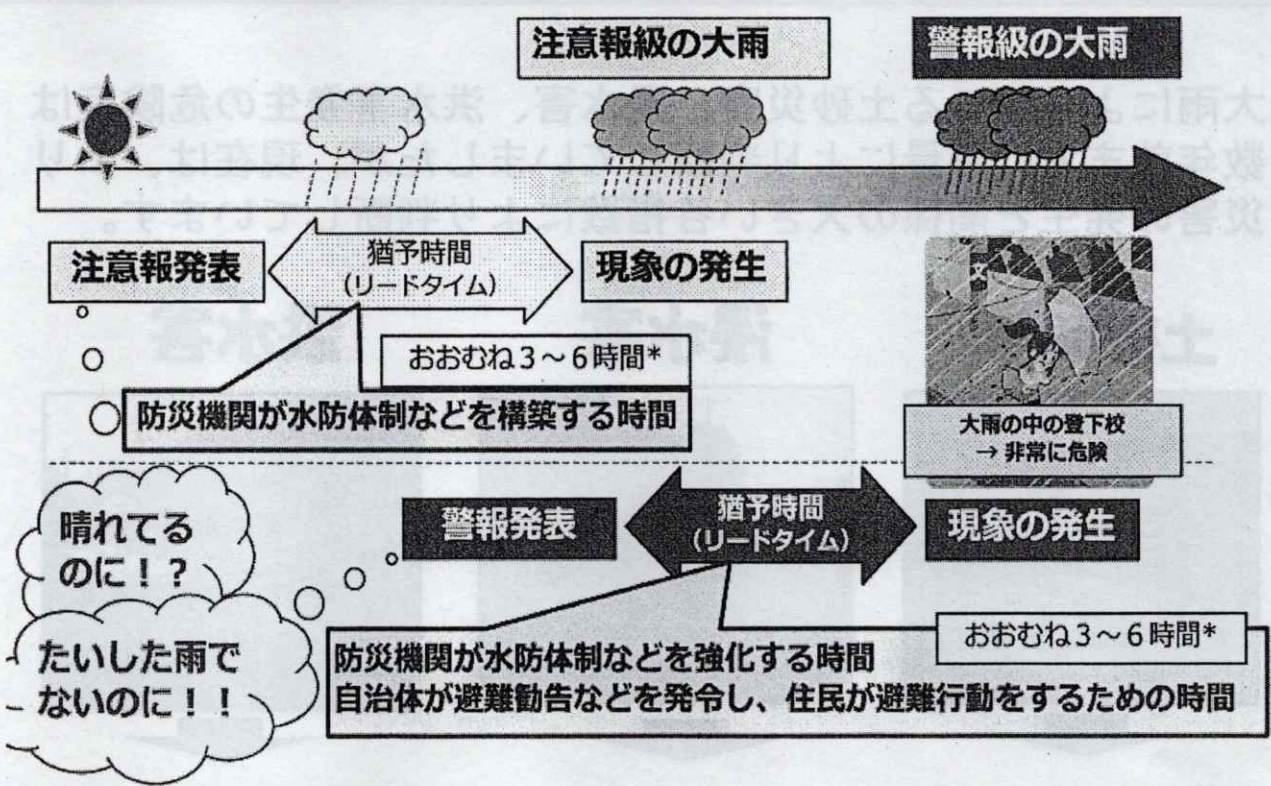 注意報級の大雨
警報級の大雨
注意報発表
猶予時間
(リードタイム)
現象の発生
おおむね3～6時間*
防災機関が水防体制などを構築する時間
文
大雨の中の登下校
→ 非常に危険
晴れてる
のに！？
警報発表
猶予時間
(リードタイム)
現象の発生
たいした雨で
ないのに！！
おおむね3～6時間*
防災機関が水防体制などを強化する時間
自治体が避難勧告などを発令し、住民が避難行動をするための時間